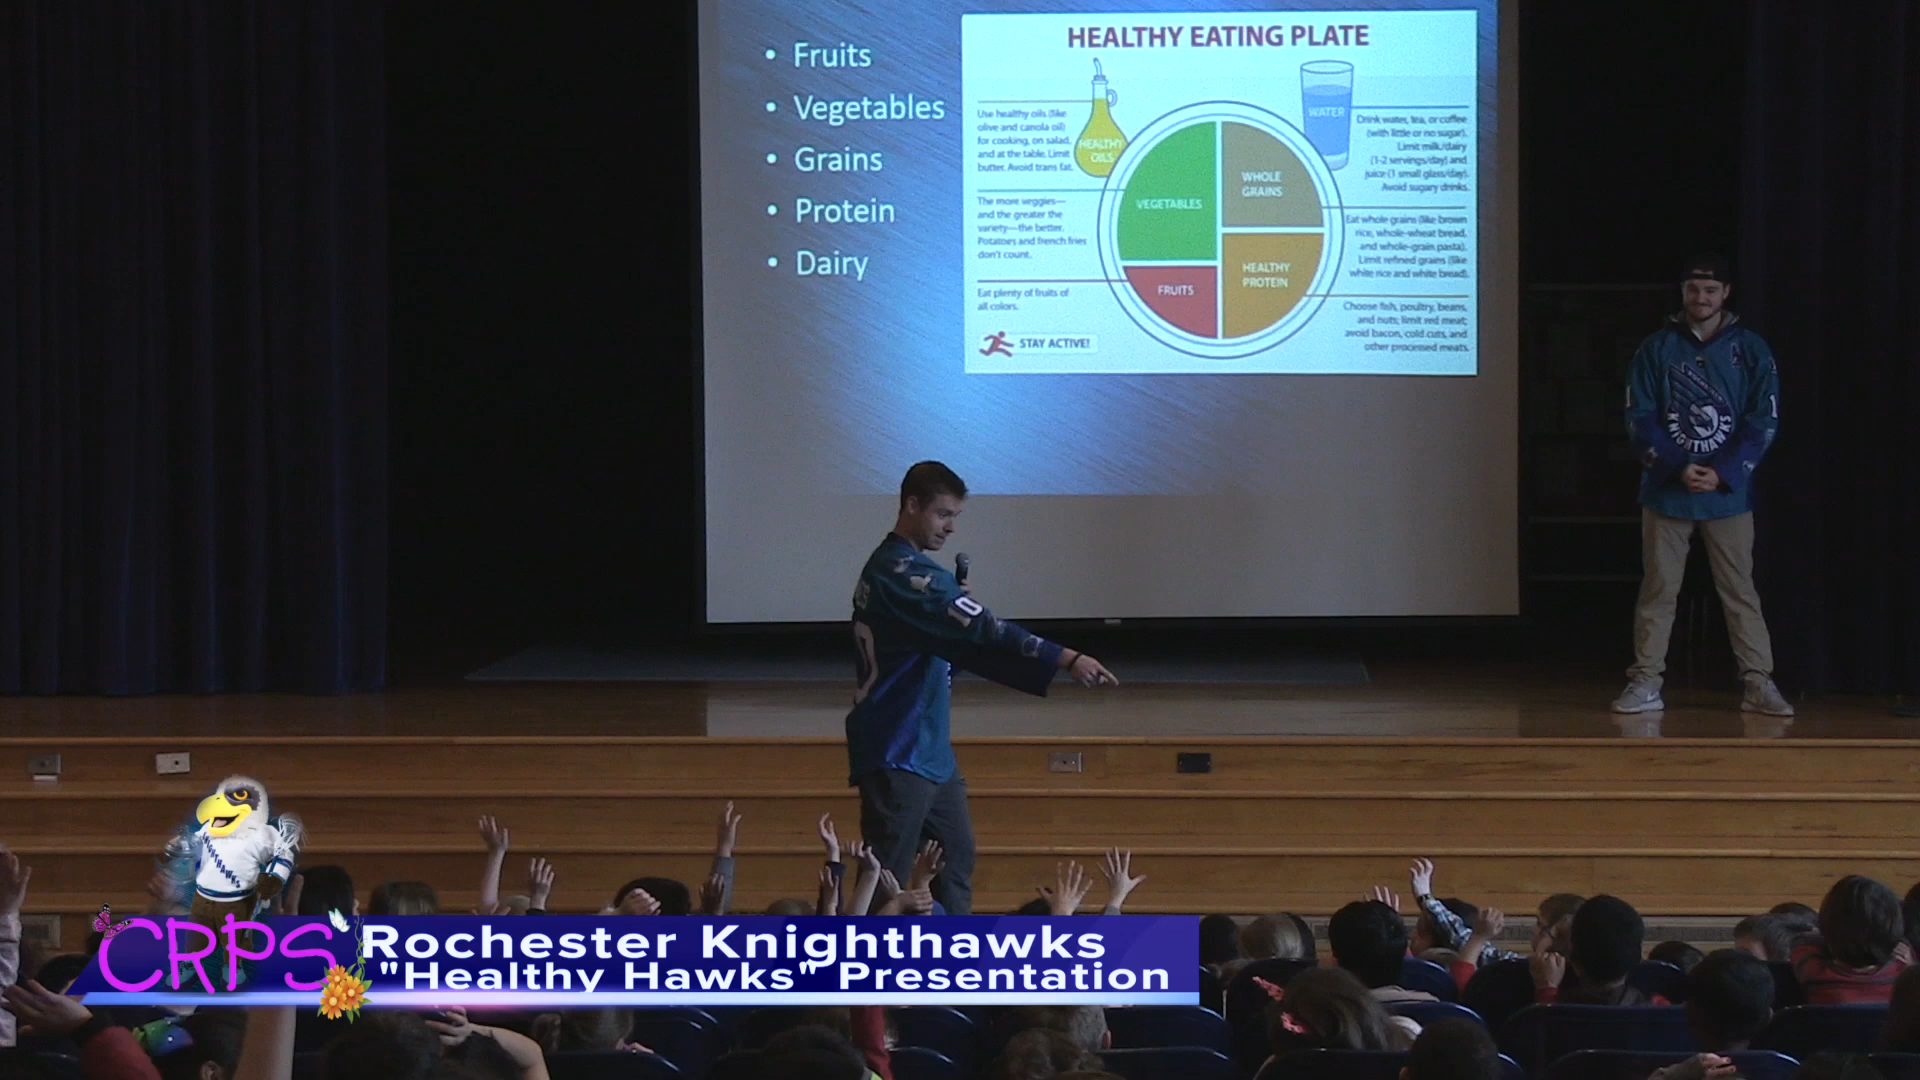 • Fruits
• Vegetables
• Grains
• Protein
• Dairy
HEALTHY EATING PLATE
Use healthy oils (like
olive and canola oil)
for cooking, on salad,
and at the table. Limit
butter. Avoid trans fat.
HEALTHY
OILS
The more veggies—
and the greater the
variety—the better.
Potatoes and french fries
don't count.
Eat plenty of fruits of
all colors.
STAY ACTIVE!
VEGETABLES
FRUITS
WHOLE
GRAINS
HEALTHY
PROTEIN
WATER
Drink water, tea, or coffee
(with little or no sugar).
Limit milk/dairy
(1-2 servings/day) and
juice (1 small glass/day).
Avoid sugary drinks.
Eat whole grains (like brown
rice, whole-wheat bread,
and whole-grain pasta).
Limit refined grains (like
white rice and white bread).
Choose fish, poultry, beans,
and nuts; limit red meat;
avoid bacon, cold cuts, and
other processed meats.
KNIGHTHAWKS
1
10
KNIGHTHAWKS
CRPS
Rochester Knighthawks
"Healthy Hawks" Presentation